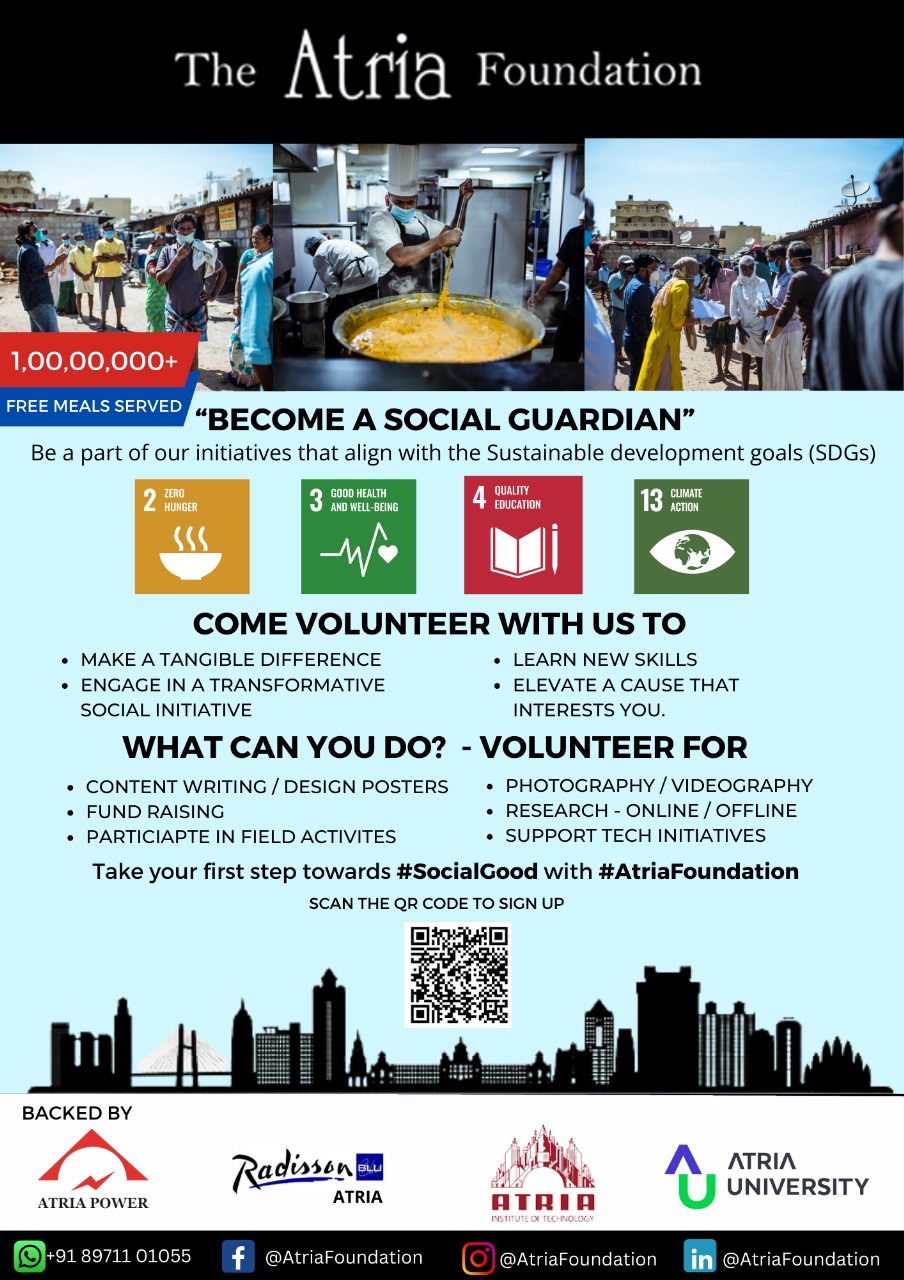 The Atria Foundation
1,00,00,000+
FREE MEALS SERVED
“BECOME A SOCIAL GUARDIAN”
Be a part of our initiatives that align with the Sustainable development goals (SDGs)
2 ZERO
HUNGER
3 GOOD HEALTH
AND WELL-BEING
4 QUALITY
EDUCATION
13 CLIMATE
ACTION
COME VOLUNTEER WITH US TO
• MAKE A TANGIBLE DIFFERENCE
• ENGAGE IN A TRANSFORMATIVE
SOCIAL INITIATIVE
• LEARN NEW SKILLS
• ELEVATE A CAUSE THAT
INTERESTS YOU.
WHAT CAN YOU DO? - VOLUNTEER FOR
• CONTENT WRITING / DESIGN POSTERS
• FUND RAISING
• PARTICIAPTE IN FIELD ACTIVITES
• PHOTOGRAPHY / VIDEOGRAPHY
• RESEARCH - ONLINE / OFFLINE
• SUPPORT TECH INITIATIVES
Take your first step towards #SocialGood with #AtriaFoundation
SCAN THE QR CODE TO SIGN UP
BACKED BY
ATRIA POWER
Radisson BLU
ATRIA
ATRIA
INSTITUTE OF TECHNOLOGY
ATRIA
UNIVERSITY
+91 89711 01055
@AtriaFoundation
@AtriaFoundation
in @AtriaFoundation